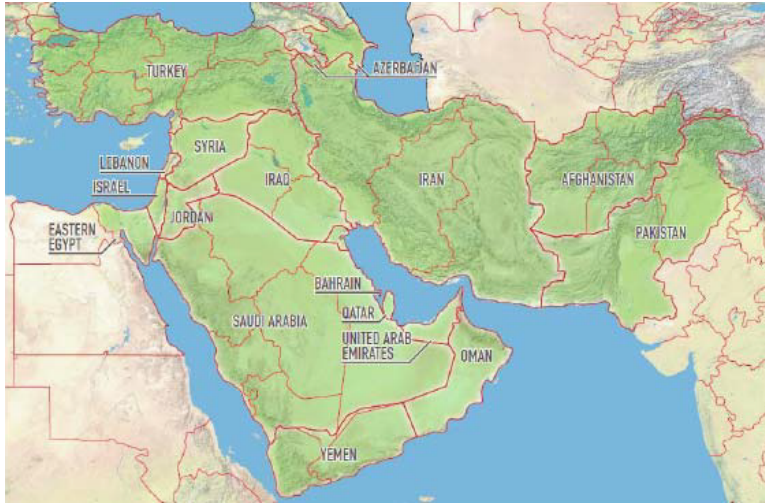 TURKEY
AZERBAIJAN
SYRIA
LEBANON
ISRAEL
IRAQ
IRAN
AFGHANISTAN
JORDAN
EASTERN
EGYPT
PAKISTAN
BAHRAIN
QATAR
SAUDI ARABIA
UNITED ARAB
EMIRATES
OMAN
YEMEN